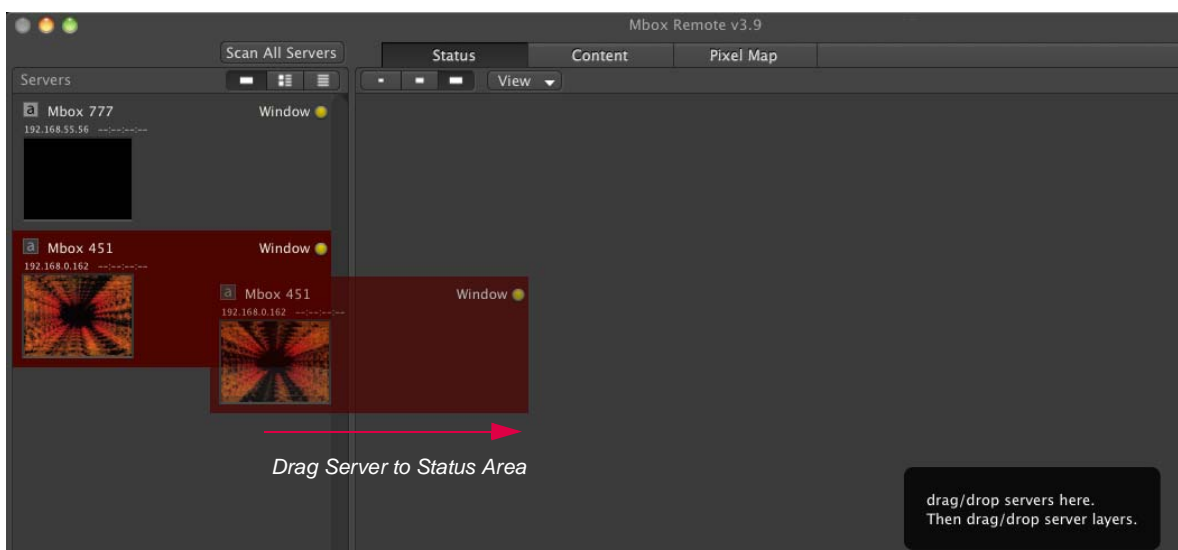 Mbox Remote v3.9
Scan All Servers
Status
Content
Pixel Map
Servers
View
a Mbox 777
Window
192.168.55.56 --:--:--:--
a Mbox 451
Window
192.168.0.162 --:--:--:--
a Mbox 451
Window
192.168.0.162 --:--:--:--
Drag Server to Status Area
drag/drop servers here.
Then drag/drop server layers.